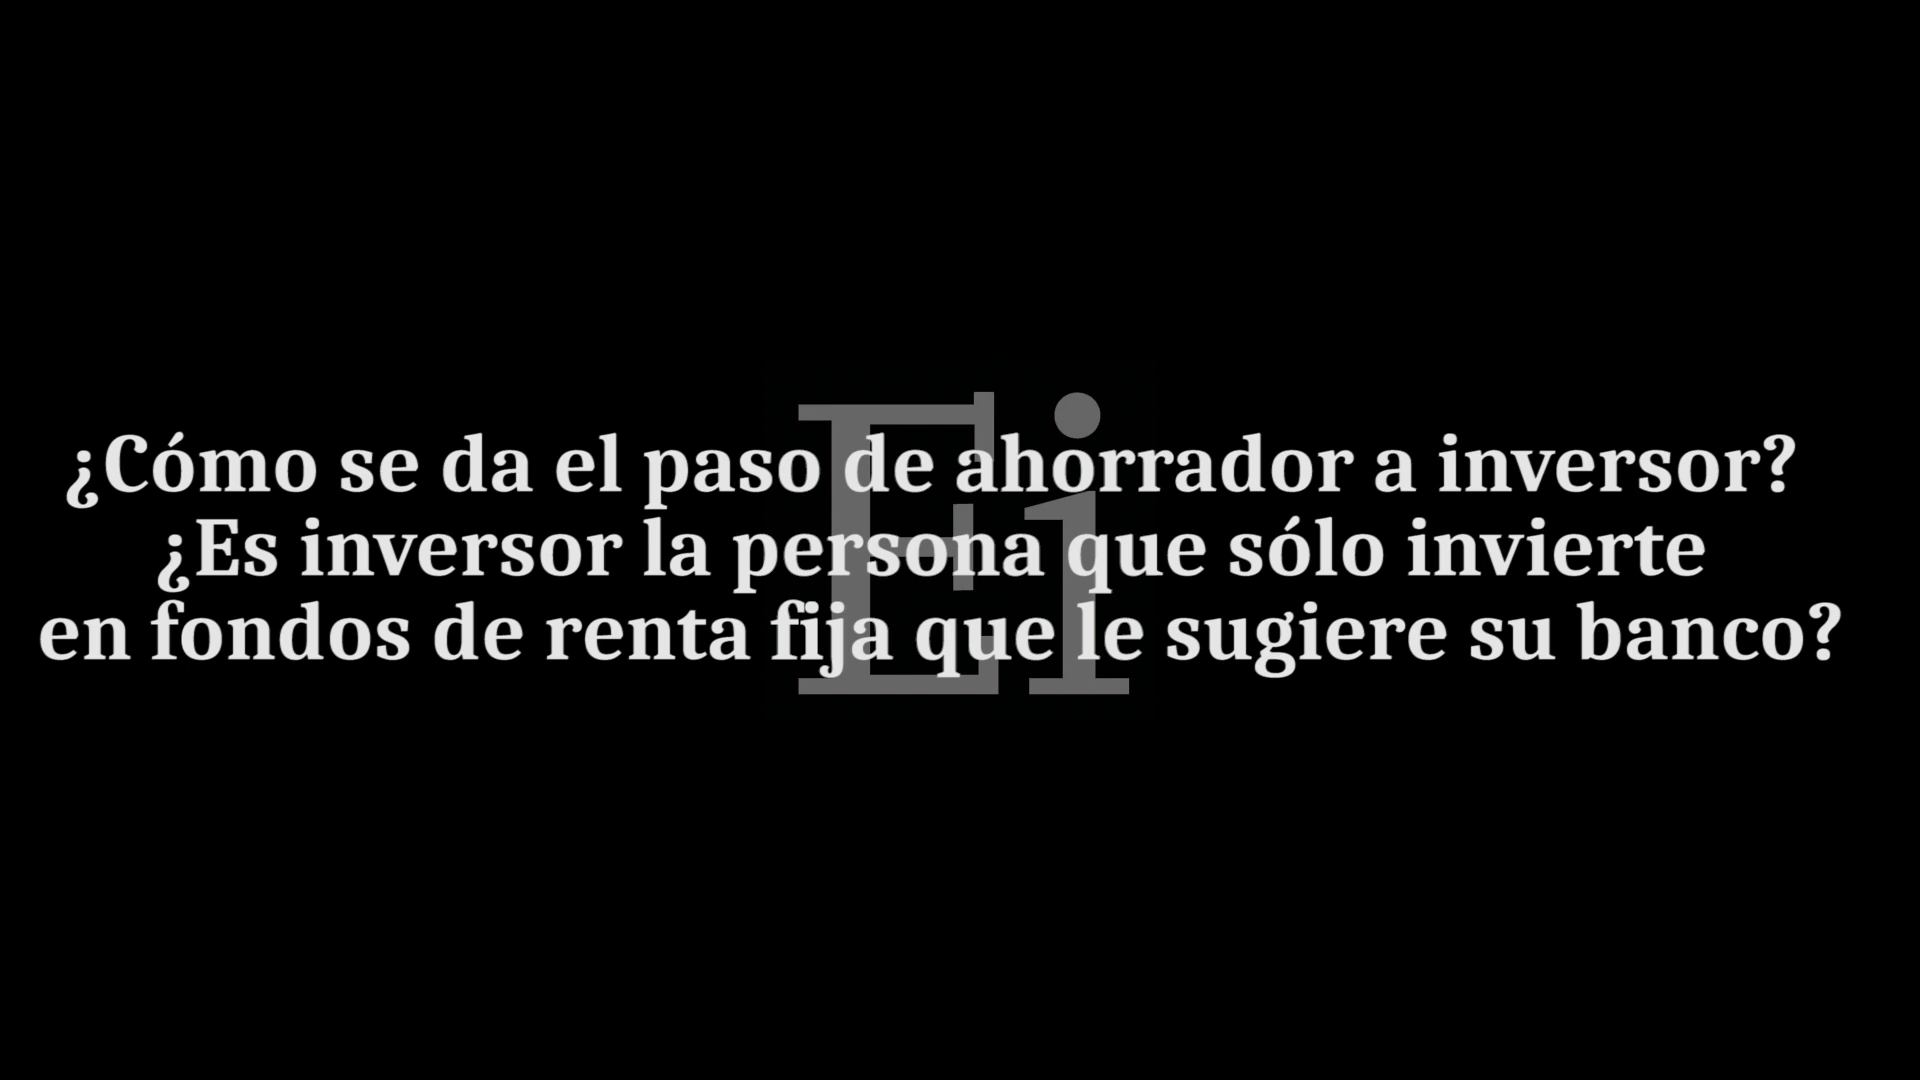 ¿Cómo se da el paso de ahorrador a inversor?
¿Es inversor la persona que sólo invierte
en fondos de renta fija que le sugiere su banco?
Ei